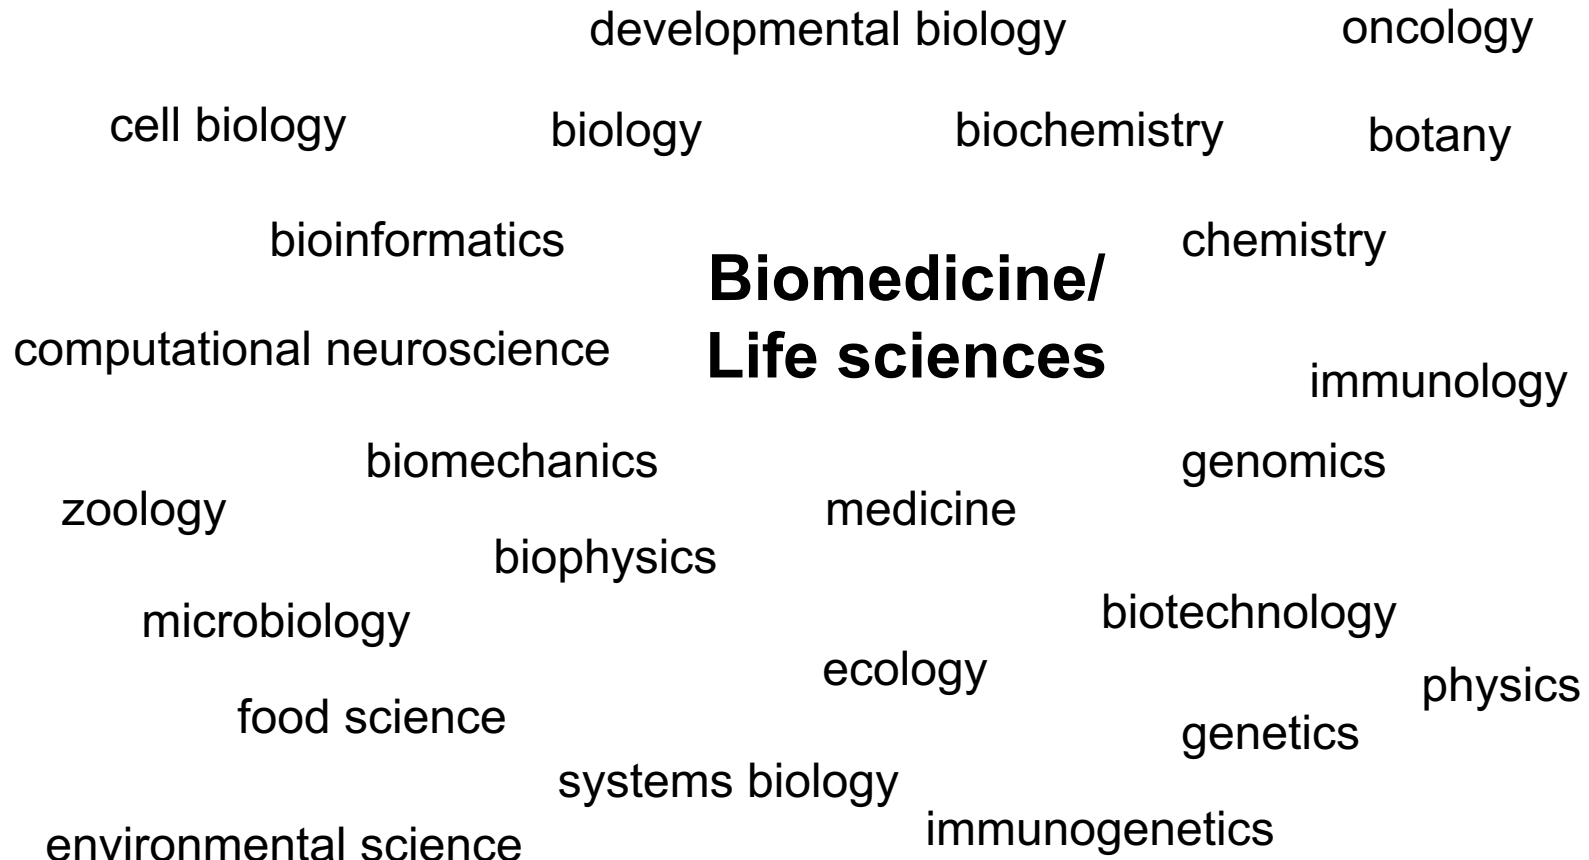 developmental biology
oncology
cell biology
biology
biochemistry
botany
bioinformatics
chemistry
Biomedicine/
Life sciences
computational neuroscience
immunology
biomechanics
genomics
zoology
medicine
biophysics
microbiology
biotechnology
ecology
physics
food science
genetics
systems biology
immunogenetics
environmental science